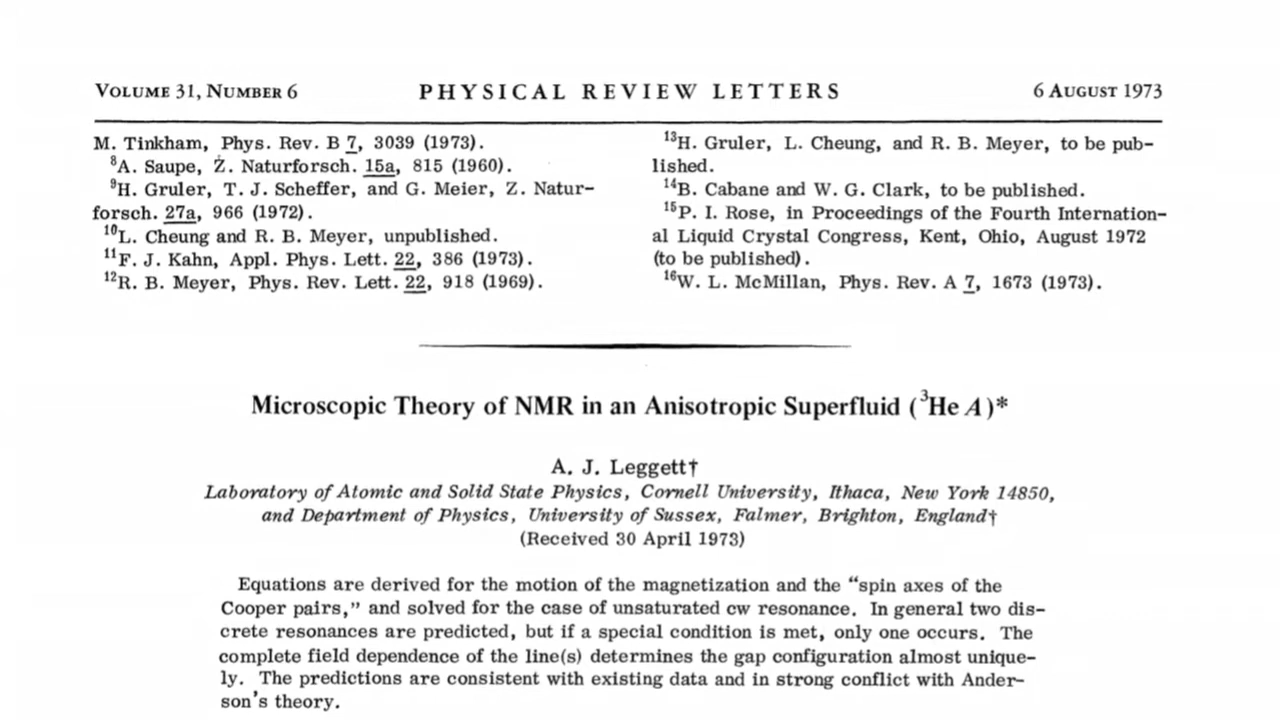 VOLUME 31, NUMBER 6 PHYSICAL REVIEW LETTERS 6 AUGUST 1973
M. Tinkham, Phys. Rev. B 7, 3039 (1973).
⁸A. Saupe, Z. Naturforsch. 15a, 815 (1960).
⁹H. Gruler, T. J. Scheffer, and G. Meier, Z. Natur-
forsch. 27a, 966 (1972).
¹⁰L. Cheung and R. B. Meyer, unpublished.
¹¹F. J. Kahn, Appl. Phys. Lett. 22, 386 (1973).
¹²R. B. Meyer, Phys. Rev. Lett. 22, 918 (1969).
¹³H. Gruler, L. Cheung, and R. B. Meyer, to be pub-
lished.
¹⁴B. Cabane and W. G. Clark, to be published.
¹⁵P. I. Rose, in Proceedings of the Fourth Internation-
al Liquid Crystal Congress, Kent, Ohio, August 1972
(to be published).
¹⁶W. L. McMillan, Phys. Rev. A 7, 1673 (1973).
Microscopic Theory of NMR in an Anisotropic Superfluid (³He A)*
A. J. Leggett†
Laboratory of Atomic and Solid State Physics, Cornell University, Ithaca, New York 14850,
and Department of Physics, University of Sussex, Falmer, Brighton, England†
(Received 30 April 1973)
Equations are derived for the motion of the magnetization and the "spin axes of the
Cooper pairs," and solved for the case of unsaturated cw resonance. In general two dis-
crete resonances are predicted, but if a special condition is met, only one occurs. The
complete field dependence of the line(s) determines the gap configuration almost unique-
ly. The predictions are consistent with existing data and in strong conflict with Ander-
son's theory.